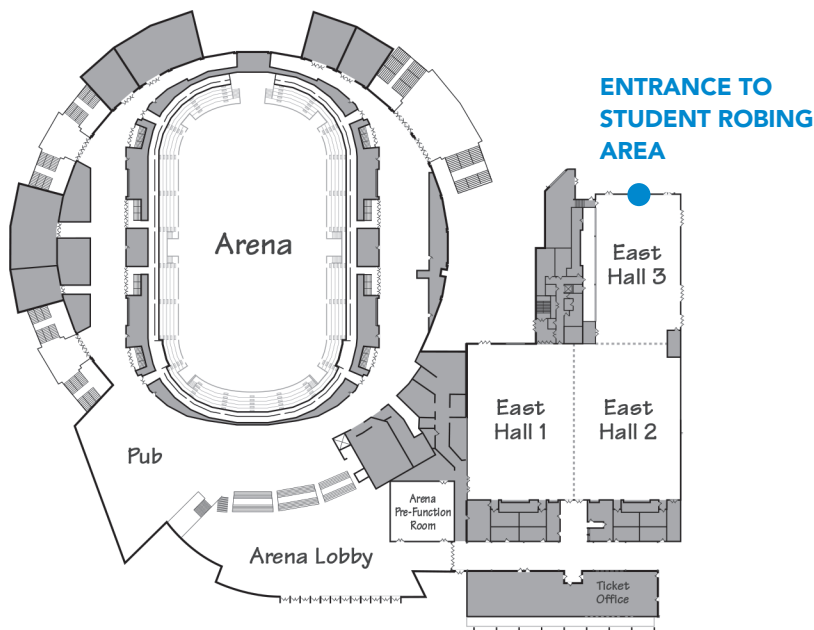 ENTRANCE TO
STUDENT ROBING
AREA
Arena
East
Hall 3
East
Hall 1
East
Hall 2
Pub
Arena
Pre-Function
Room
Arena Lobby
Ticket
Office